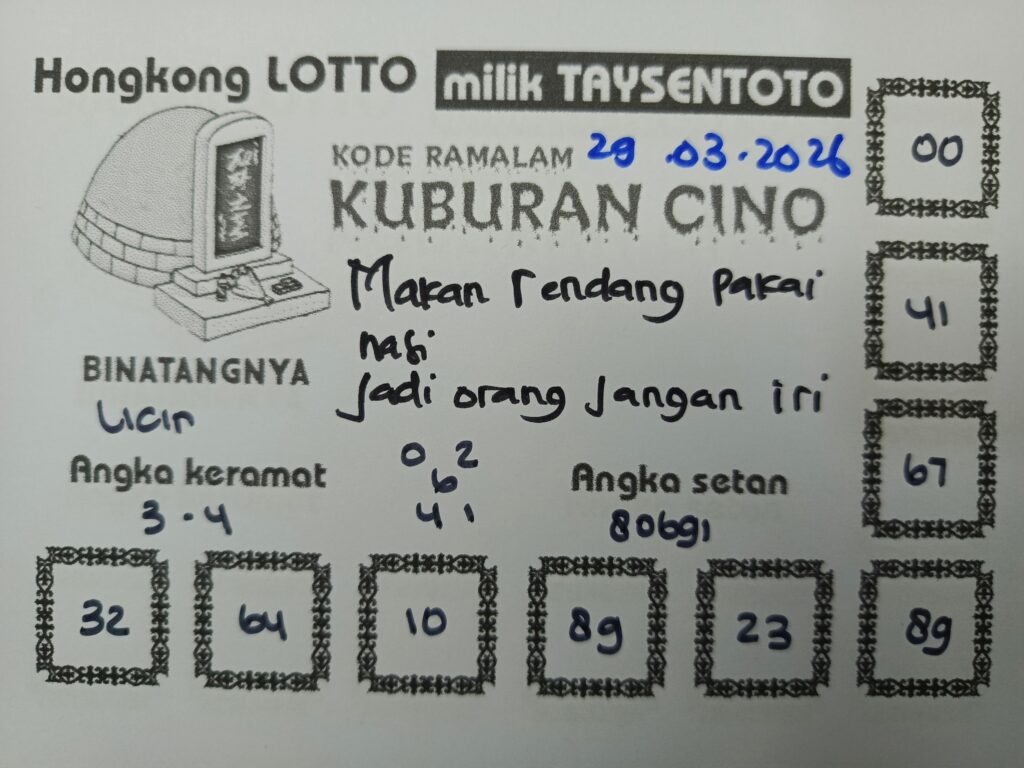 Hongkong LOTTO milik TAYSENTOTO
KODE RAMALAM 29 .03.2026
KUBURAN CINO
00
Makan rendang pakai
nasi
Jadi orang Jangan iri
41
BINATANGNYA
Licin
Angka keramat
3.4
0 2
6
4 1
Angka setan
80691
67
32
64
10
89
23
89